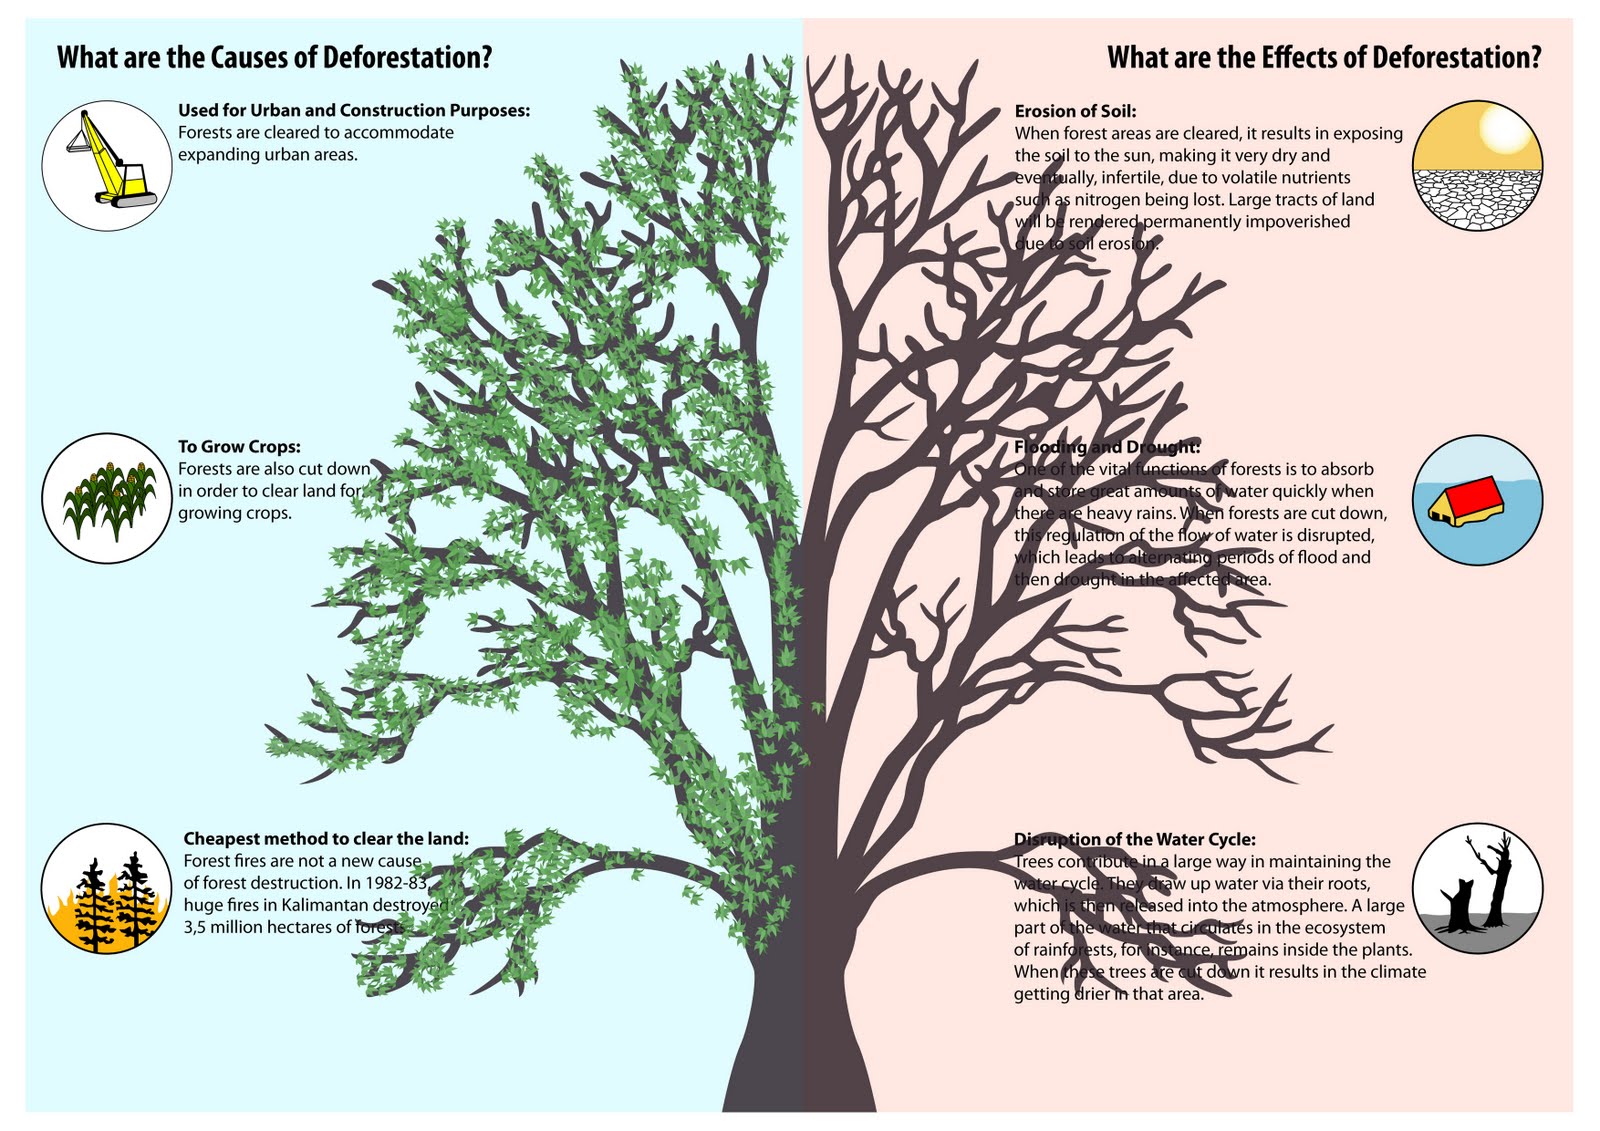 What are the Causes of Deforestation?
Used for Urban and Construction Purposes:
Forests are cleared to accommodate
expanding urban areas.
To Grow Crops:
Forests are also cut down
in order to clear land for
growing crops.
Cheapest method to clear the land:
Forest fires are not a new cause
of forest destruction. In 1982-83,
huge fires in Kalimantan destroyed
3,5 million hectares of forests
What are the Effects of Deforestation?
Erosion of Soil:
When forest areas are cleared, it results in exposing
the soil to the sun, making it very dry and
eventually, infertile, due to volatile nutrients
such as nitrogen being lost. Large tracts of land
will be rendered permanently impoverished
due to soil erosion.
Flooding and Drought:
One of the vital functions of forests is to absorb
and store great amounts of water quickly when
there are heavy rains. When forests are cut down,
this regulation of the flow of water is disrupted,
which leads to alternating periods of flood and
then drought in the affected area.
Disruption of the Water Cycle:
Trees contribute in a large way in maintaining the
water cycle. They draw up water via their roots,
which is then released into the atmosphere. A large
part of the water that circulates in the ecosystem
of rainforests, for instance, remains inside the plants.
When these trees are cut down it results in the climate
getting drier in that area.